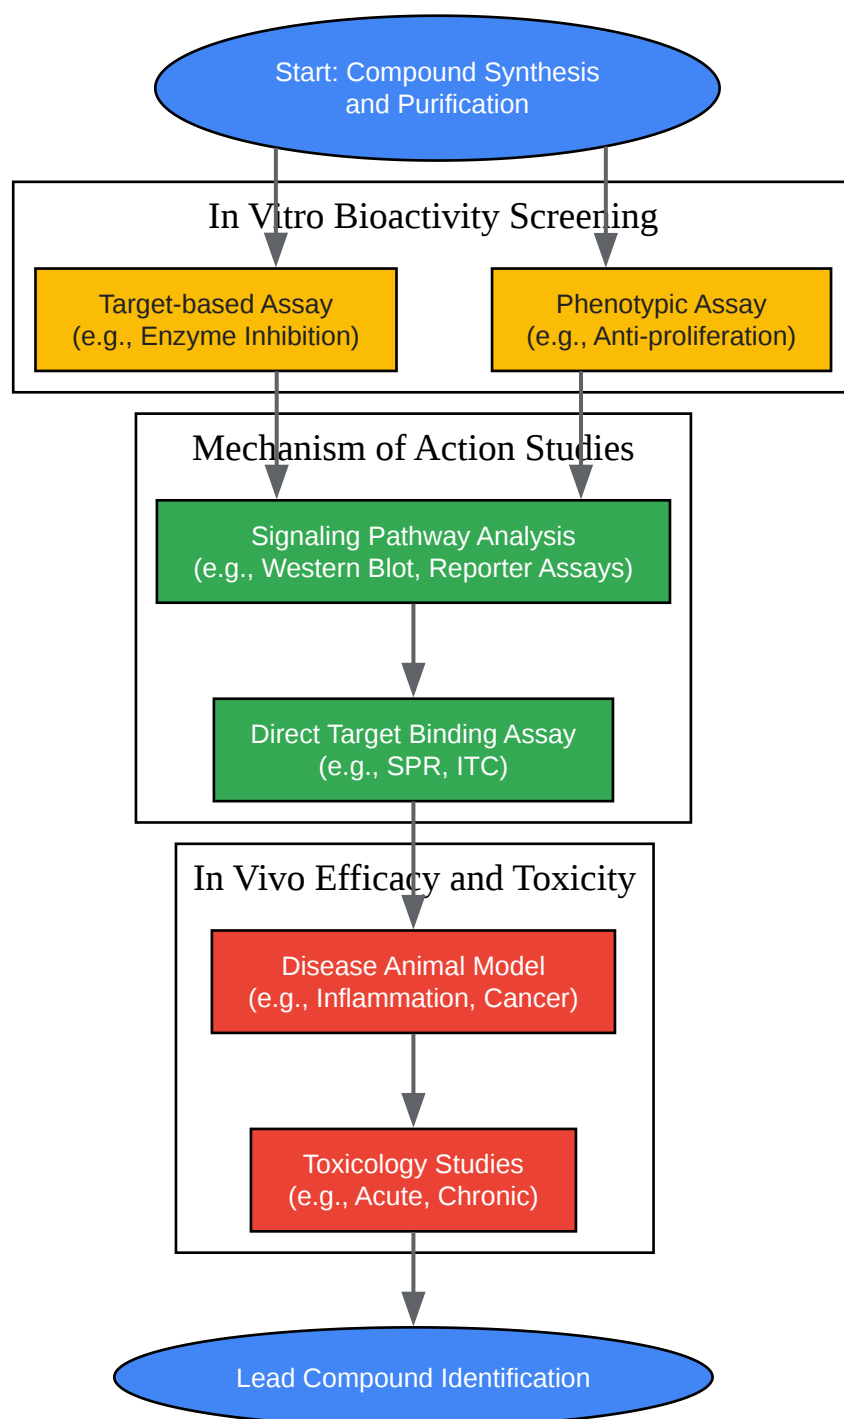 Start: Compound Synthesis
and Purification
In Vitro Bioactivity Screening
Target-based Assay
(e.g., Enzyme Inhibition)
Phenotypic Assay
(e.g., Anti-proliferation)
Mechanism of Action Studies
Signaling Pathway Analysis
(e.g., Western Blot, Reporter Assays)
Direct Target Binding Assay
(e.g., SPR, ITC)
In Vivo Efficacy and Toxicity
Disease Animal Model
(e.g., Inflammation, Cancer)
Toxicology Studies
(e.g., Acute, Chronic)
Lead Compound Identification